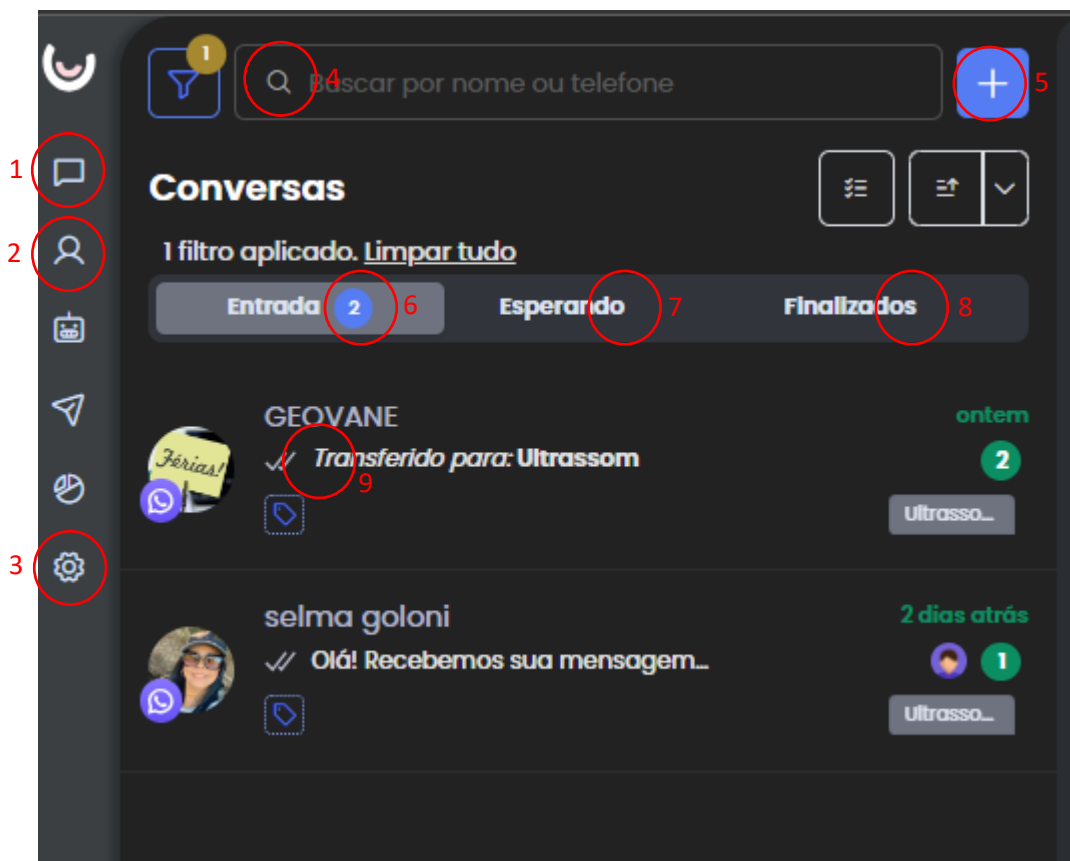 1
4 Buscar por nome ou telefone
5
1
Conversas
2
1 filtro aplicado. Limpar tudo
Entrada 2 6 Esperando 7 Finalizados 8
GEOVANE ontem
Férias! Transferido para: Ultrassom 2
9
Ultrasso...
3
selma goloni 2 dias atrás
Olá! Recebemos sua mensagem... 1
Ultrasso...